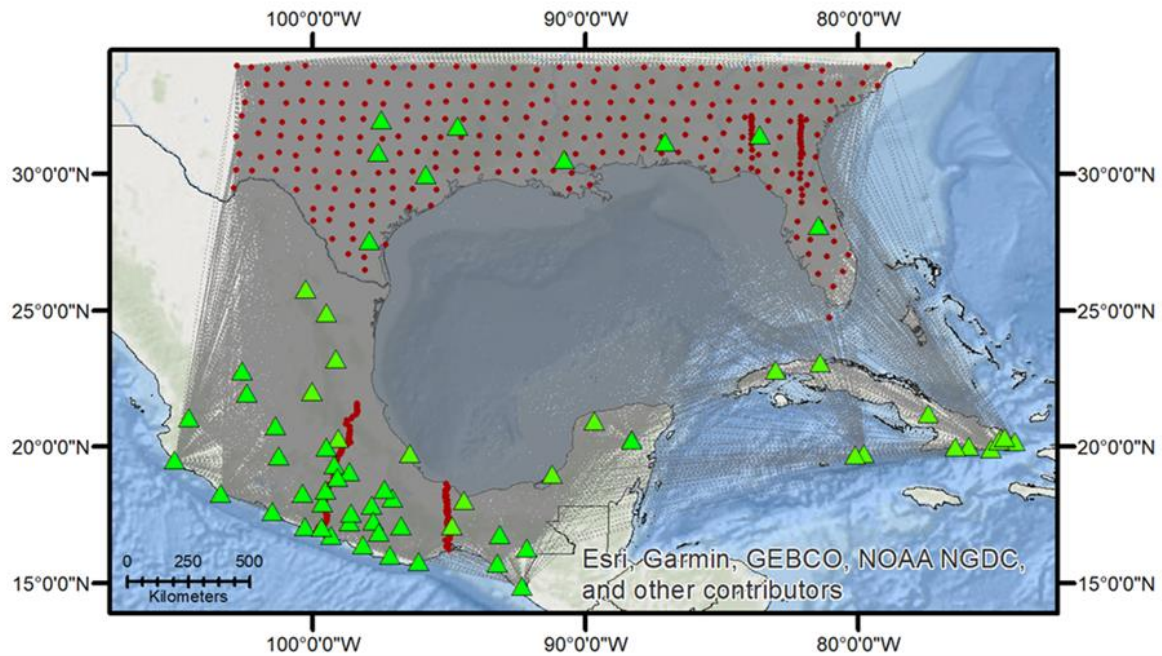 100°0'0"W 90°0'0"W 80°0'0"W
30°0'0"N 30°0'0"N
25°0'0"N 25°0'0"N
20°0'0"N 20°0'0"N
15°0'0"N 15°0'0"N
0 250 500
Kilometers
Esri, Garmin, GEBCO, NOAA NGDC,
and other contributors
100°0'0"W 90°0'0"W 80°0'0"W